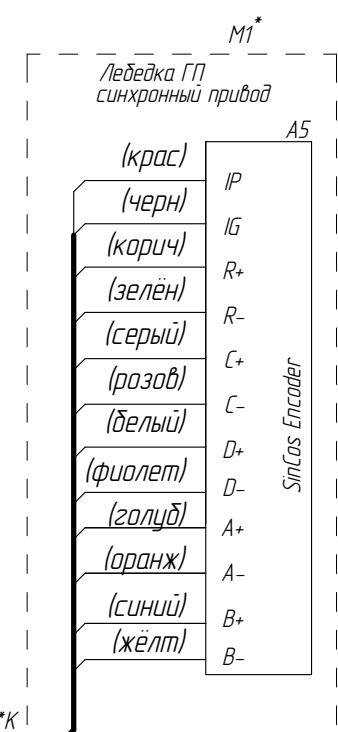 M1*
Лебедка ГП
синхронный привод
A5
(крас)
IP
(черн)
IG
(корич)
R+
(зелён)
R-
(серый)
C+
(розов)
C-
(белый)
D+
(фиолет)
D-
(голуб)
A+
(оранж)
A-
(синий)
B+
(жёлт)
B-
SinCos Encoder
*К